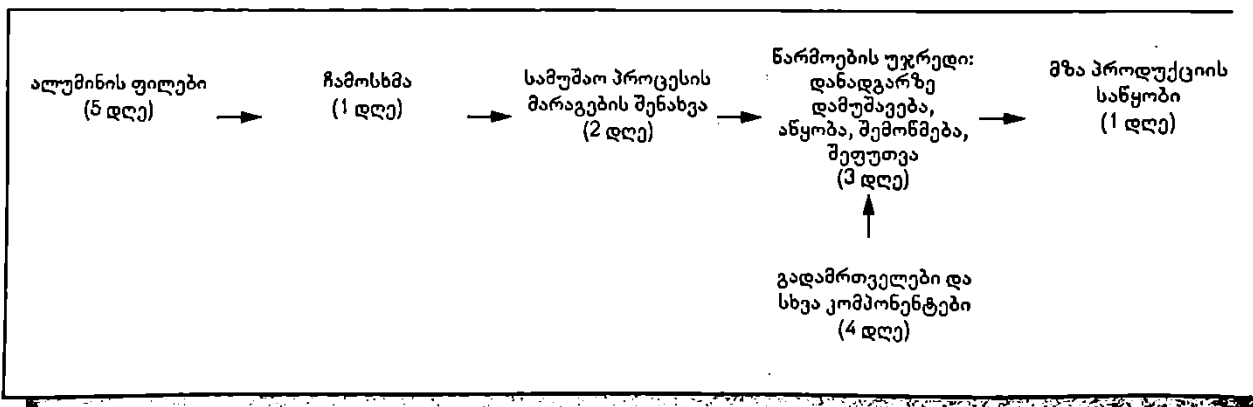 ალუმინის ფილები
(5 დღე)
ჩამოსხმა
(1 დღე)
სამუშაო პროცესის
მარაგების შენახვა
(2 დღე)
წარმოების უჯრედი:
დანადგარზე
დამუშავება,
აწყობა, შემოწმება,
შეფუთვა
(3 დღე)
მზა პროდუქციის
საწყობი
(1 დღე)
გადამრთველები და
სხვა კომპონენტები
(4 დღე)